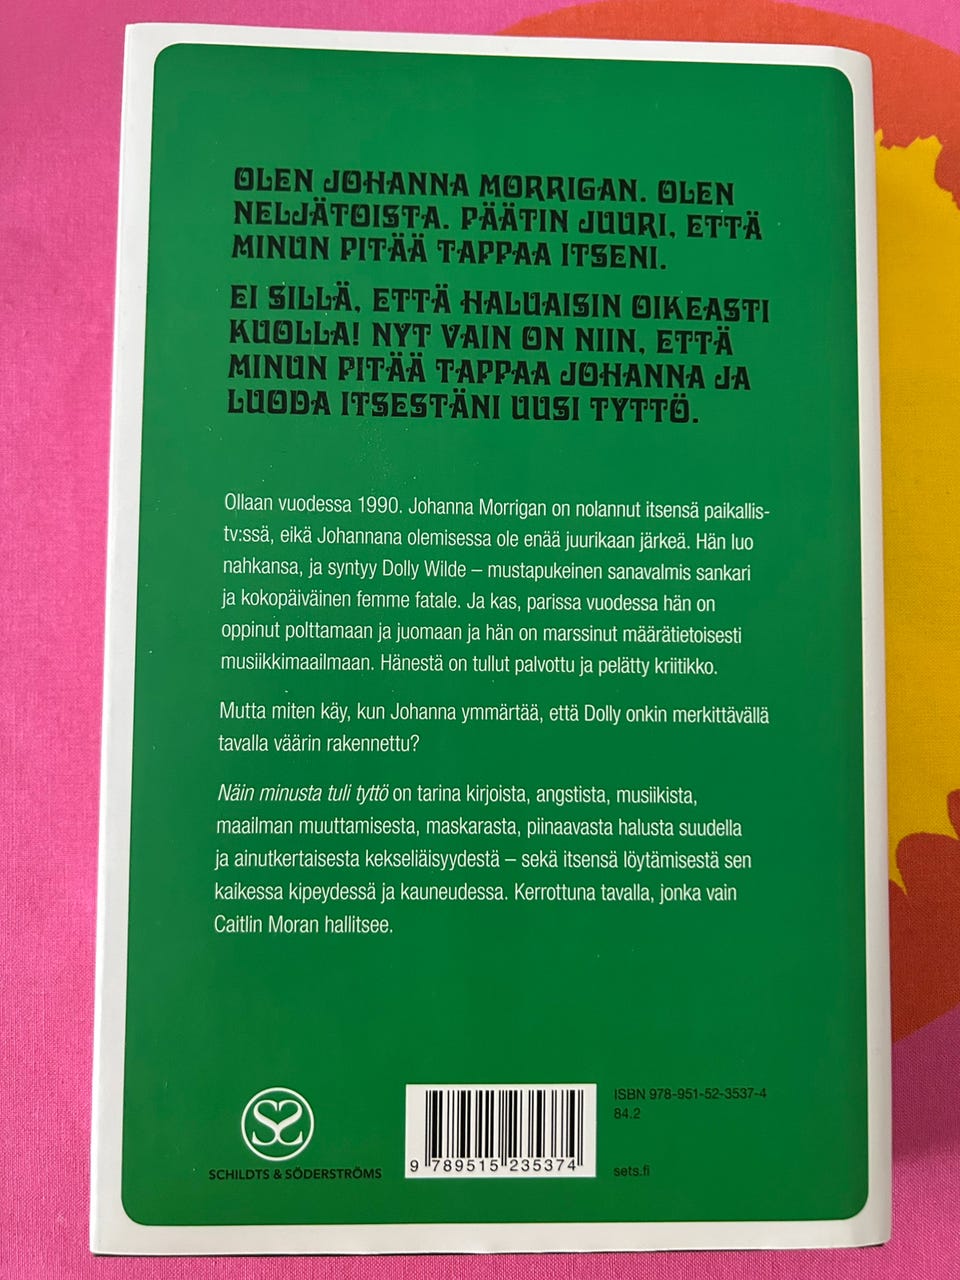 OLEN JOHANNA MORRIGAN. OLEN
NELJÄTOISTA. PÄÄTIN JUURI, ETTÄ
MINUN PITÄÄ TAPPAA ITSENI.
EI SILLÄ, ETTÄ HALUAISIN OIKEASTI
KUOLLA! NYT VAIN ON NIIN, ETTÄ
MINUN PITÄÄ TAPPAA JOHANNA JA
LUODA ITSESTÄNI UUSI TYTTÖ.
Ollaan vuodessa 1990. Johanna Morrigan on nolannut itsensä paikallis-
tv:ssä, eikä Johannana olemisessa ole enää juurikaan järkeä. Hän luo
nahkansa, ja syntyy Dolly Wilde – mustapukeinen sanavalmis sankari
ja kokopäiväinen femme fatale. Ja kas, parissa vuodessa hän on
oppinut polttamaan ja juomaan ja hän on marssinut määrätietoisesti
musiikkimaailmaan. Hänestä on tullut palvottu ja pelätty kriitikko.
Mutta miten käy, kun Johanna ymmärtää, että Dolly onkin merkittävällä
tavalla väärin rakennettu?
Näin minusta tuli tyttö on tarina kirjoista, angstista, musiikista,
maailman muuttamisesta, maskarasta, piinaavasta halusta suudella
ja ainutkertaisesta kekseliäisyydestä – sekä itsensä löytämisestä sen
kaikessa kipeydessä ja kauneudessa. Kerrottuna tavalla, jonka vain
Caitlin Moran hallitsee.
SS
SCHILDTS & SÖDERSTRÖMS
9 789515 235374
ISBN 978-951-52-3537-4
84.2
sets.fi